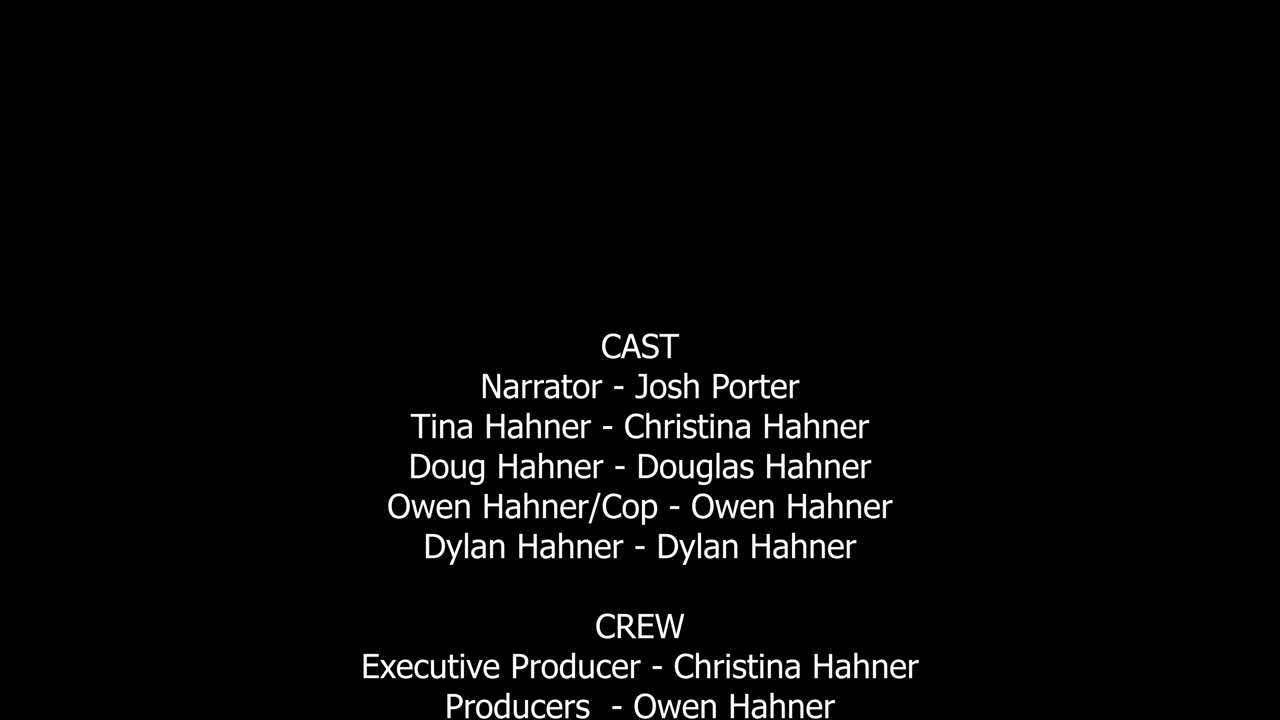 CAST
Narrator - Josh Porter
Tina Hahner - Christina Hahner
Doug Hahner - Douglas Hahner
Owen Hahner/Cop - Owen Hahner
Dylan Hahner - Dylan Hahner
CREW
Executive Producer - Christina Hahner
Producers  - Owen Hahner